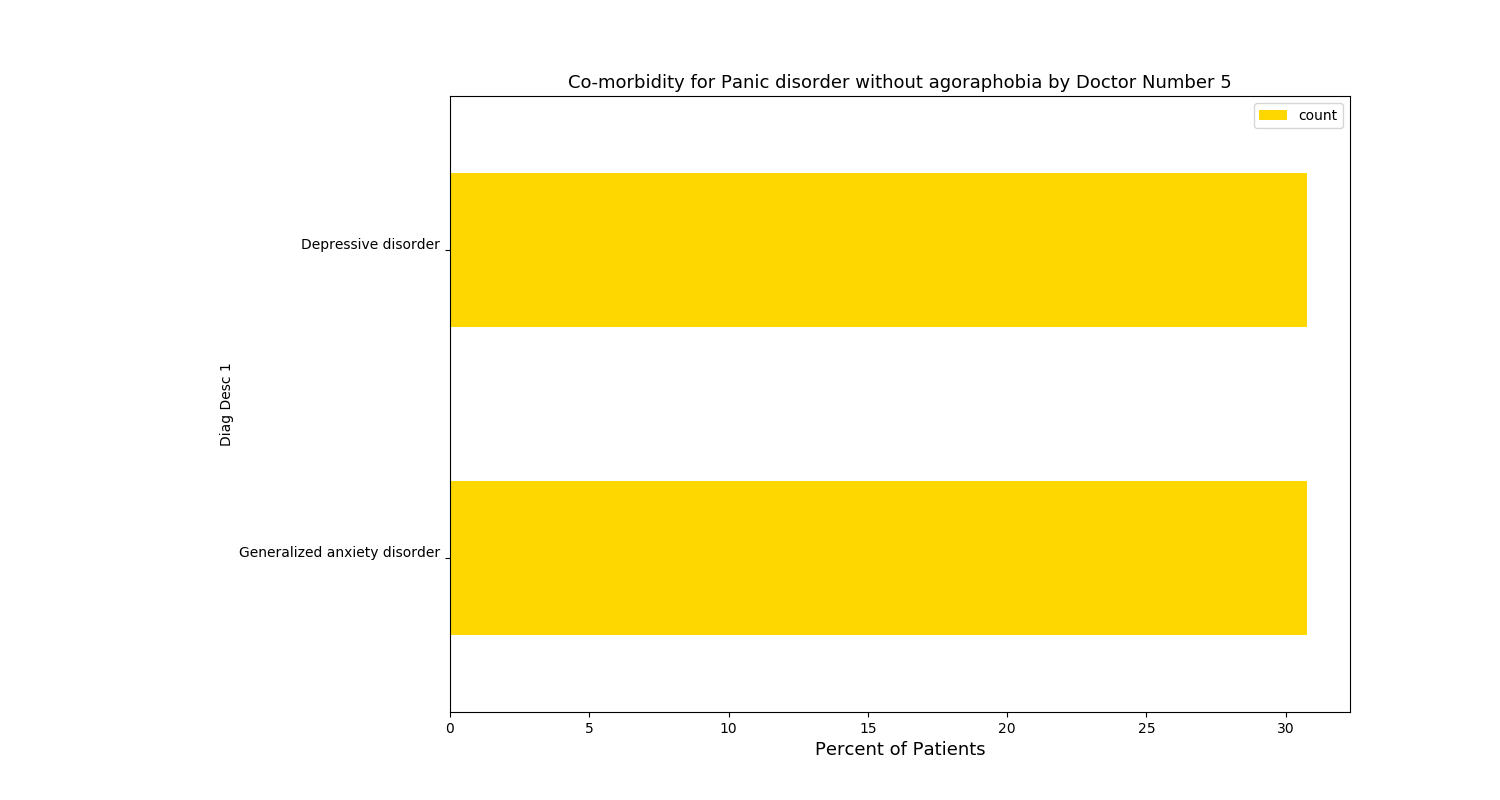 Co-morbidity for Panic disorder without agoraphobia by Doctor Number 5
count
Depressive disorder
Diag Desc 1
Generalized anxiety disorder
0 5 10 15 20 25 30
Percent of Patients